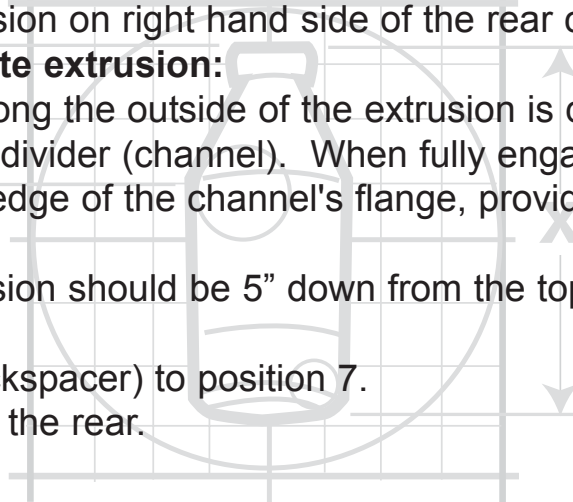 sion on right hand side of the rear
te extrusion:
ong the outside of the extrusion is
divider (channel).  When fully enga
edge of the channel's flange, provid
sion should be 5” down from the top
ckspacer) to position 7.
the rear.
X